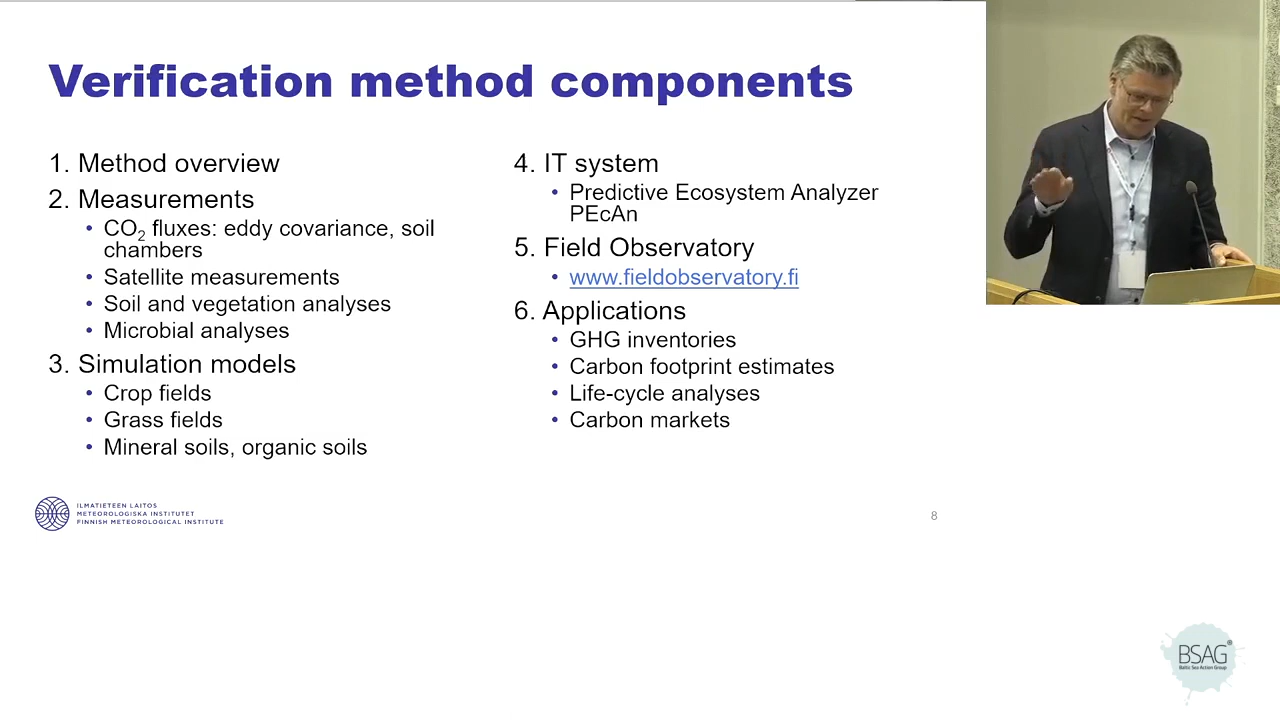 Verification method components
1. Method overview
2. Measurements
• CO2 fluxes: eddy covariance, soil
chambers
• Satellite measurements
• Soil and vegetation analyses
• Microbial analyses
3. Simulation models
• Crop fields
• Grass fields
• Mineral soils, organic soils
4. IT system
• Predictive Ecosystem Analyzer
PEcAn
5. Field Observatory
• www.fieldobservatory.fi
6. Applications
• GHG inventories
• Carbon footprint estimates
• Life-cycle analyses
• Carbon markets
ILMATIETEEN LAITOS
METEOROLOGISKA INSTITUTET
FINNISH METEOROLOGICAL INSTITUTE
8
BSAG®
Baltic Sea Action Group